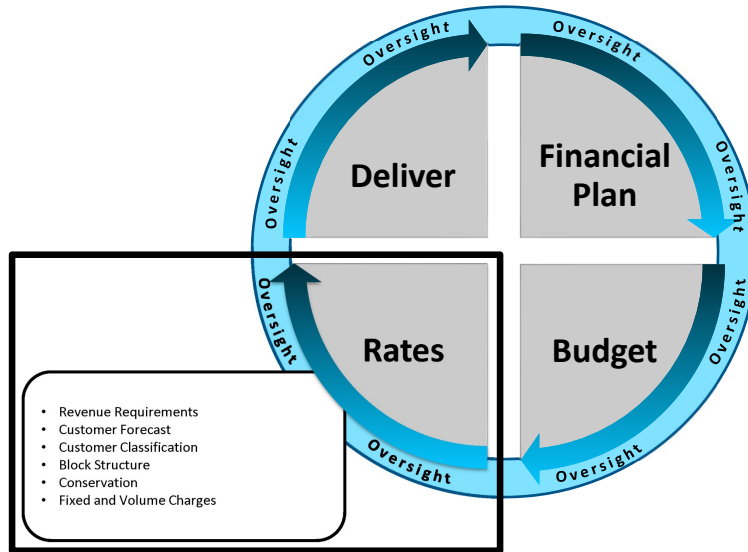 Oversight
Oversight
Oversight
Oversight
Deliver
Financial
Plan
Oversight
Oversight
Rates
Budget
• Revenue Requirements
• Customer Forecast
• Customer Classification
• Block Structure
• Conservation
• Fixed and Volume Charges
Oversight
Oversight